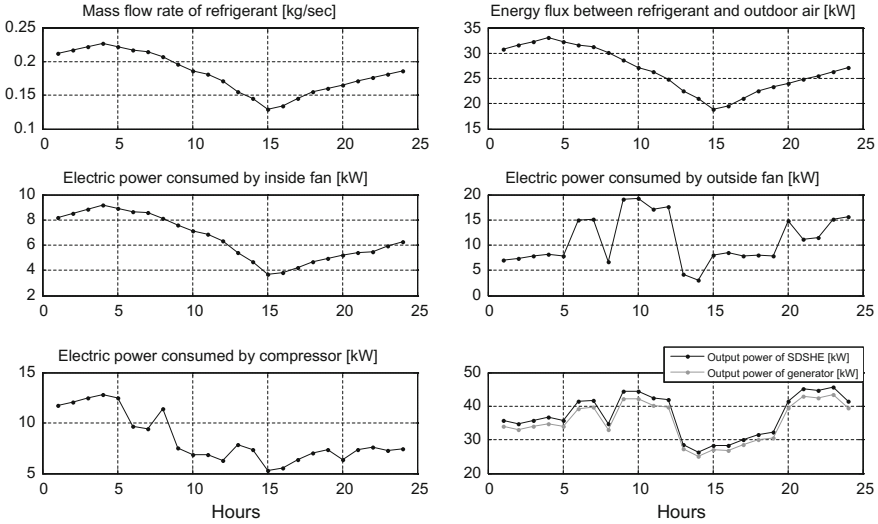 Mass flow rate of refrigerant [kg/sec]
0.25
0.2
0.15
0.1
0 5 10 15 20 25
Energy flux between refrigerant and outdoor air [kW]
35
30
25
20
15
0 5 10 15 20 25
Electric power consumed by inside fan [kW]
10
8
6
4
2
0 5 10 15 20 25
Electric power consumed by outside fan [kW]
20
15
10
5
0
0 5 10 15 20 25
Electric power consumed by compressor [kW]
15
10
5
0 5 10 15 20 25
Hours
Output power of SDSHE [kW]
Output power of generator [kW]
50
40
30
20
0 5 10 15 20 25
Hours